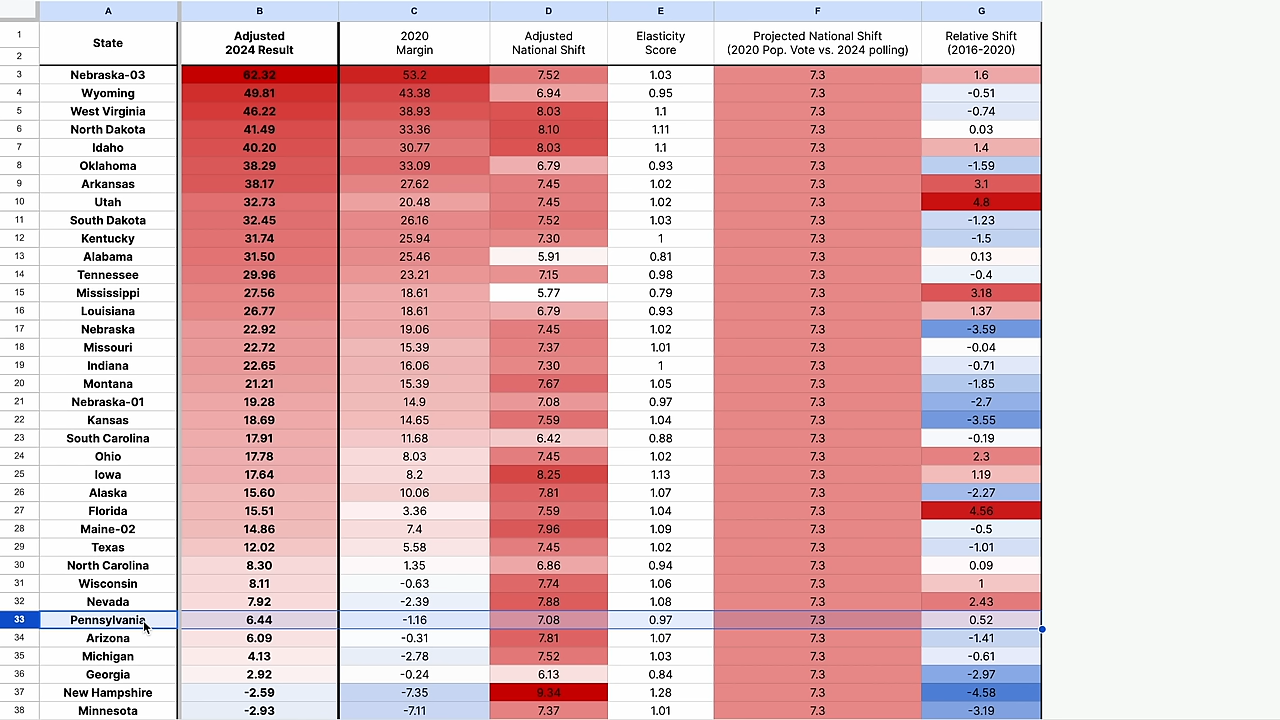 A B C D E F G
1 State Adjusted 2020 Adjusted Elasticity Projected National Shift Relative Shift
2 2024 Result Margin National Shift Score (2020 Pop. Vote vs. 2024 polling) (2016-2020)
3 Nebraska-03 62.32 53.2 7.52 1.03 7.3 1.6
4 Wyoming 49.81 43.38 6.94 0.95 7.3 -0.51
5 West Virginia 46.22 38.93 8.03 1.1 7.3 -0.74
6 North Dakota 41.49 33.36 8.10 1.11 7.3 0.03
7 Idaho 40.20 30.77 8.03 1.1 7.3 1.4
8 Oklahoma 38.29 33.09 6.79 0.93 7.3 -1.59
9 Arkansas 38.17 27.62 7.45 1.02 7.3 3.1
10 Utah 32.73 20.48 7.45 1.02 7.3 4.8
11 South Dakota 32.45 26.16 7.52 1.03 7.3 -1.23
12 Kentucky 31.74 25.94 7.30 1 7.3 -1.5
13 Alabama 31.50 25.46 5.91 0.81 7.3 0.13
14 Tennessee 29.96 23.21 7.15 0.98 7.3 -0.4
15 Mississippi 27.56 18.61 5.77 0.79 7.3 3.18
16 Louisiana 26.77 18.61 6.79 0.93 7.3 1.37
17 Nebraska 22.92 19.06 7.45 1.02 7.3 -3.59
18 Missouri 22.72 15.39 7.37 1.01 7.3 -0.04
19 Indiana 22.65 16.06 7.30 1 7.3 -0.71
20 Montana 21.21 15.39 7.67 1.05 7.3 -1.85
21 Nebraska-01 19.28 14.9 7.08 0.97 7.3 -2.7
22 Kansas 18.69 14.65 7.59 1.04 7.3 -3.55
23 South Carolina 17.91 11.68 6.42 0.88 7.3 -0.19
24 Ohio 17.78 8.03 7.45 1.02 7.3 2.3
25 Iowa 17.64 8.2 8.25 1.13 7.3 1.19
26 Alaska 15.60 10.06 7.81 1.07 7.3 -2.27
27 Florida 15.51 3.36 7.59 1.04 7.3 4.56
28 Maine-02 14.86 7.4 7.96 1.09 7.3 -0.5
29 Texas 12.02 5.58 7.45 1.02 7.3 -1.01
30 North Carolina 8.30 1.35 6.86 0.94 7.3 0.09
31 Wisconsin 8.11 -0.63 7.74 1.06 7.3 1
32 Nevada 7.92 -2.39 7.88 1.08 7.3 2.43
33 Pennsylvania 6.44 -1.16 7.08 0.97 7.3 0.52
34 Arizona 6.09 -0.31 7.81 1.07 7.3 -1.41
35 Michigan 4.13 -2.78 7.52 1.03 7.3 -0.61
36 Georgia 2.92 -0.24 6.13 0.84 7.3 -2.97
37 New Hampshire -2.59 -7.35 9.34 1.28 7.3 -4.58
38 Minnesota -2.93 -7.11 7.37 1.01 7.3 -3.19